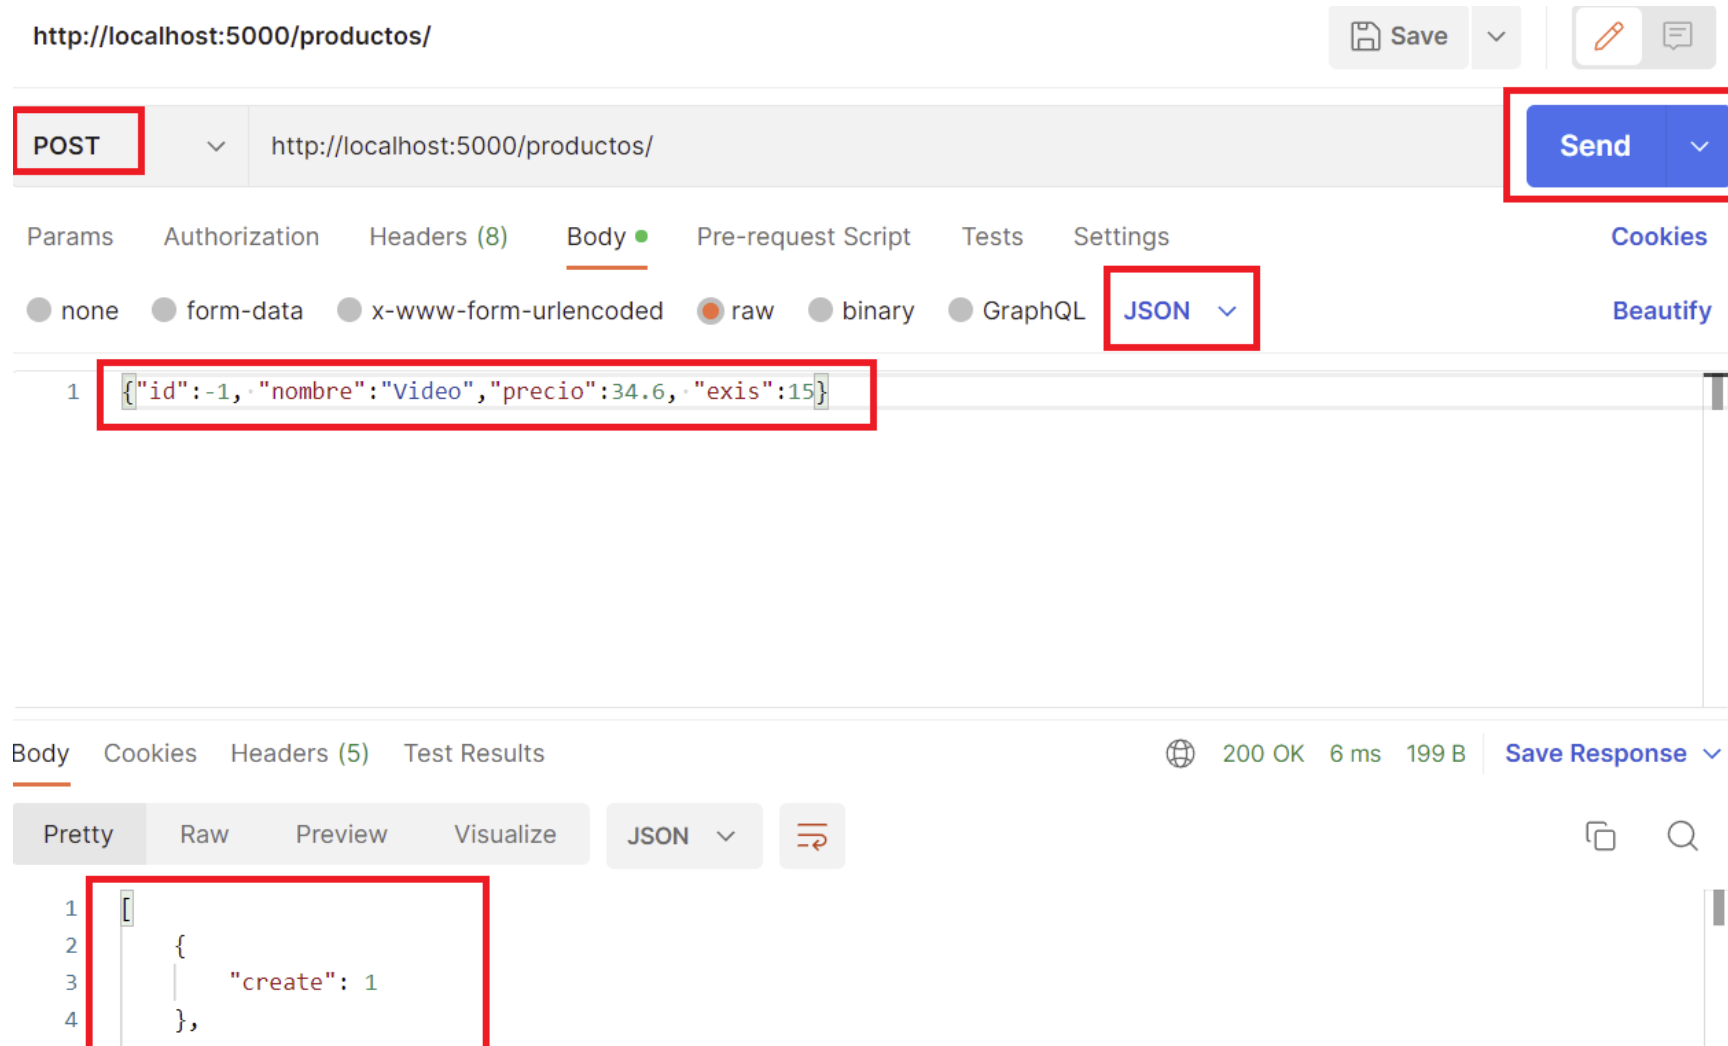 http://localhost:5000/productos/ Save
POST http://localhost:5000/productos/ Send
Params Authorization Headers (8) Body Pre-request Script Tests Settings Cookies
none form-data x-www-form-urlencoded raw binary GraphQL JSON Beautify
1 {"id":-1, "nombre":"Video","precio":34.6, "exis":15}
Body Cookies Headers (5) Test Results 200 OK 6 ms 199 B Save Response
Pretty Raw Preview Visualize JSON
1 [
2 {
3 "create": 1
4 },